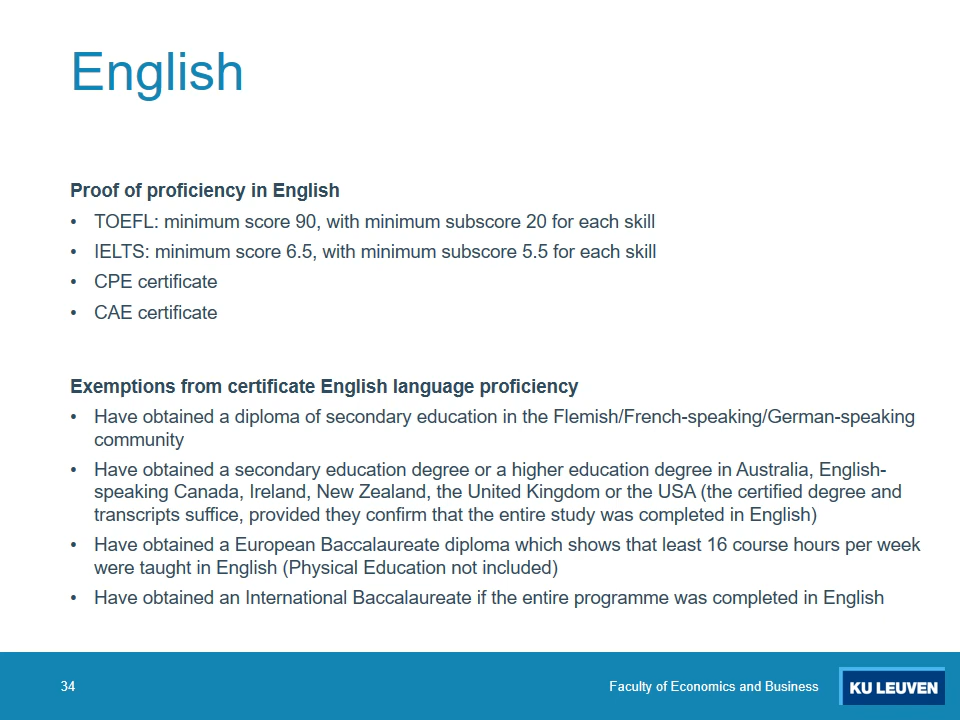 English
Proof of proficiency in English
• TOEFL: minimum score 90, with minimum subscore 20 for each skill
• IELTS: minimum score 6.5, with minimum subscore 5.5 for each skill
• CPE certificate
• CAE certificate
Exemptions from certificate English language proficiency
• Have obtained a diploma of secondary education in the Flemish/French-speaking/German-speaking
community
• Have obtained a secondary education degree or a higher education degree in Australia, English-
speaking Canada, Ireland, New Zealand, the United Kingdom or the USA (the certified degree and
transcripts suffice, provided they confirm that the entire study was completed in English)
• Have obtained a European Baccalaureate diploma which shows that least 16 course hours per week
were taught in English (Physical Education not included)
• Have obtained an International Baccalaureate if the entire programme was completed in English
34
Faculty of Economics and Business
KU LEUVEN